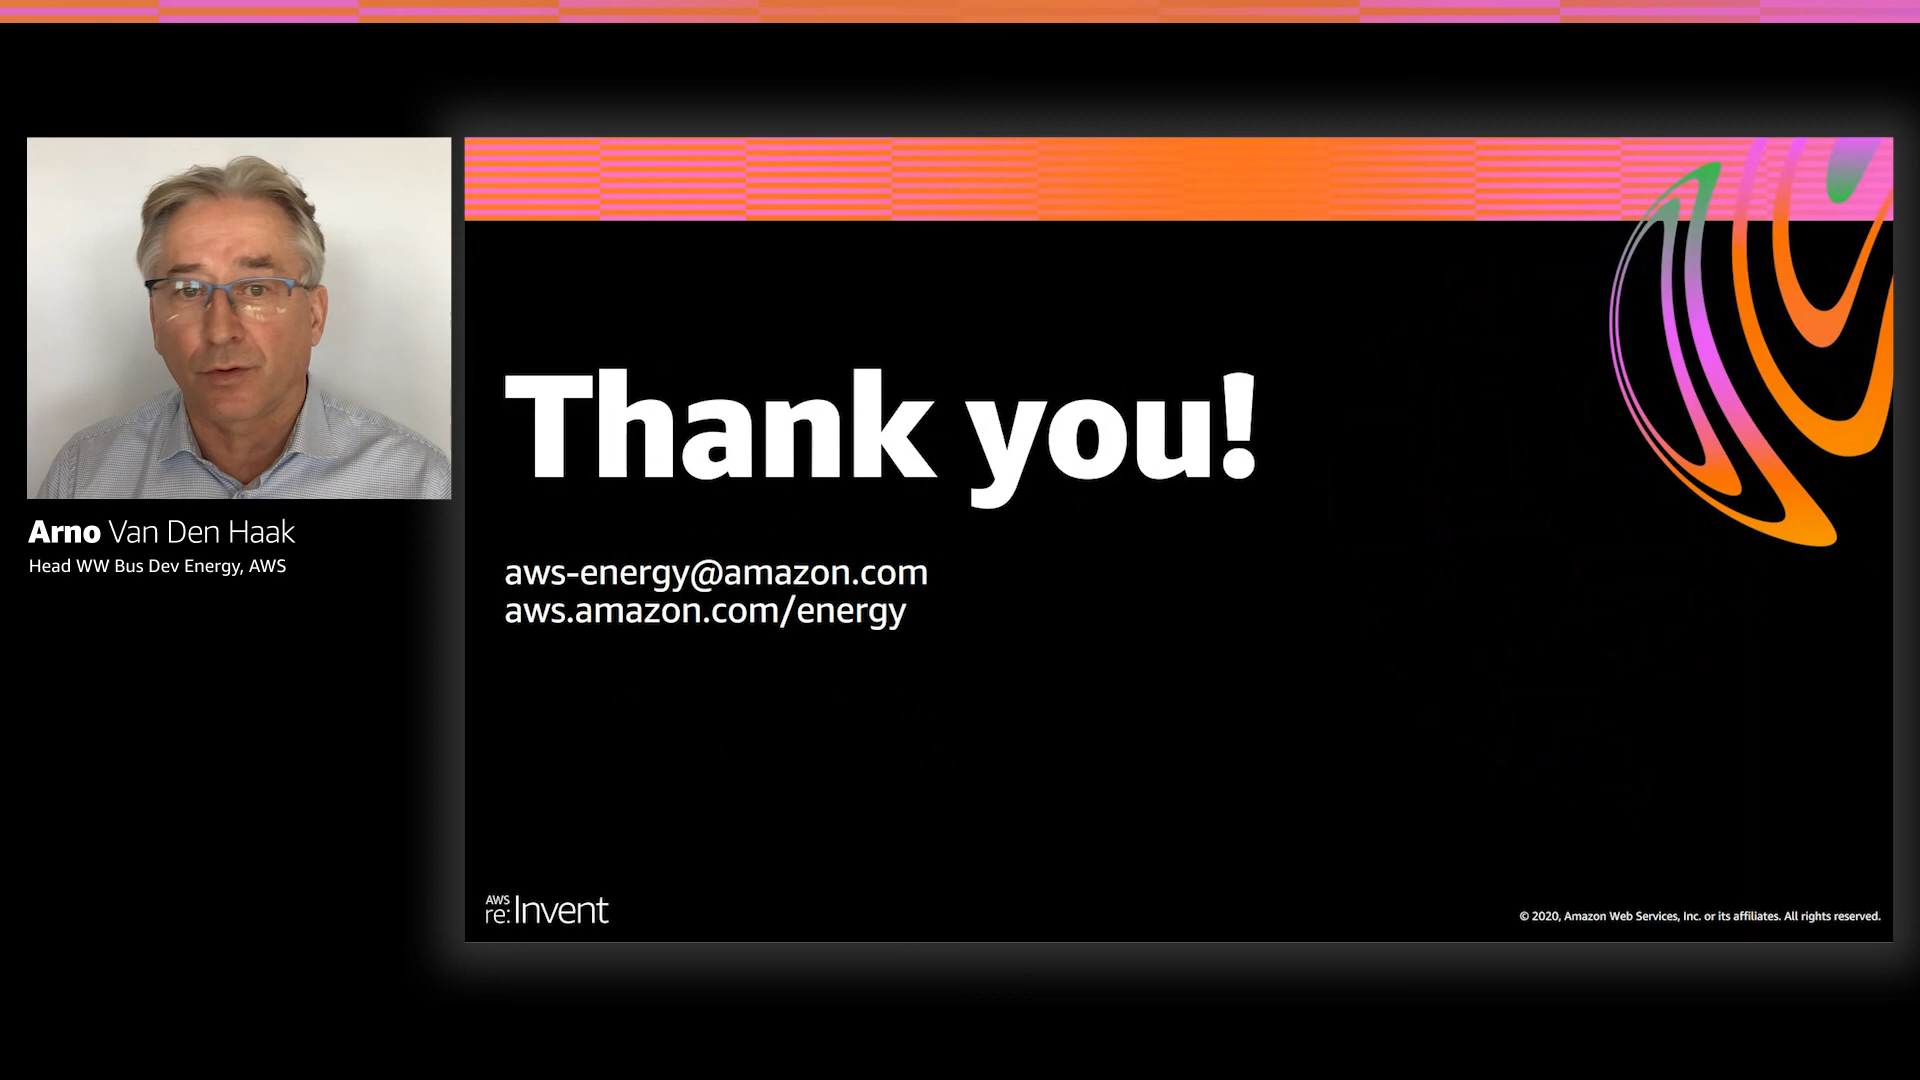 Arno Van Den Haak
Head WW Bus Dev Energy, AWS
Thank you!
aws-energy@amazon.com
aws.amazon.com/energy
AWS
re:Invent
© 2020, Amazon Web Services, Inc. or its affiliates. All rights reserved.